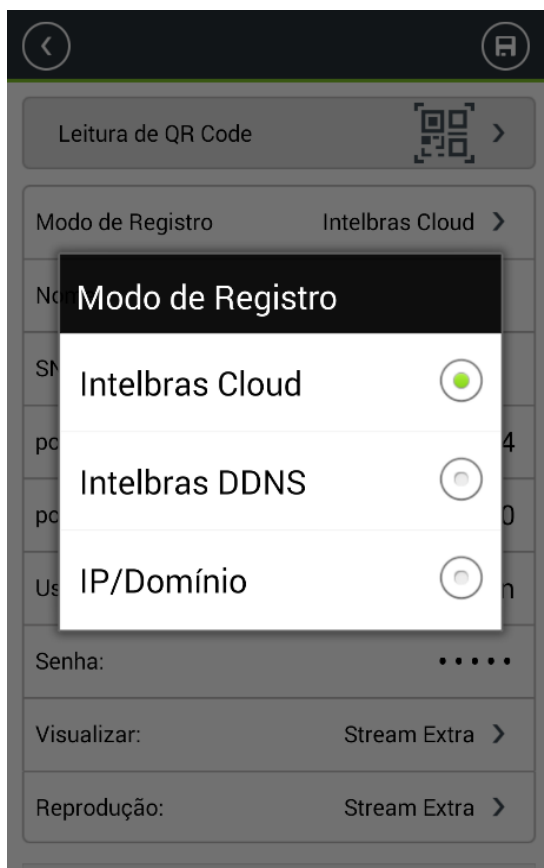 Leitura de QR Code
Modo de Registro Intelbras Cloud
Modo de Registro
Intelbras Cloud
Intelbras DDNS
IP/Domínio
Senha: •••••
Visualizar: Stream Extra
Reprodução: Stream Extra